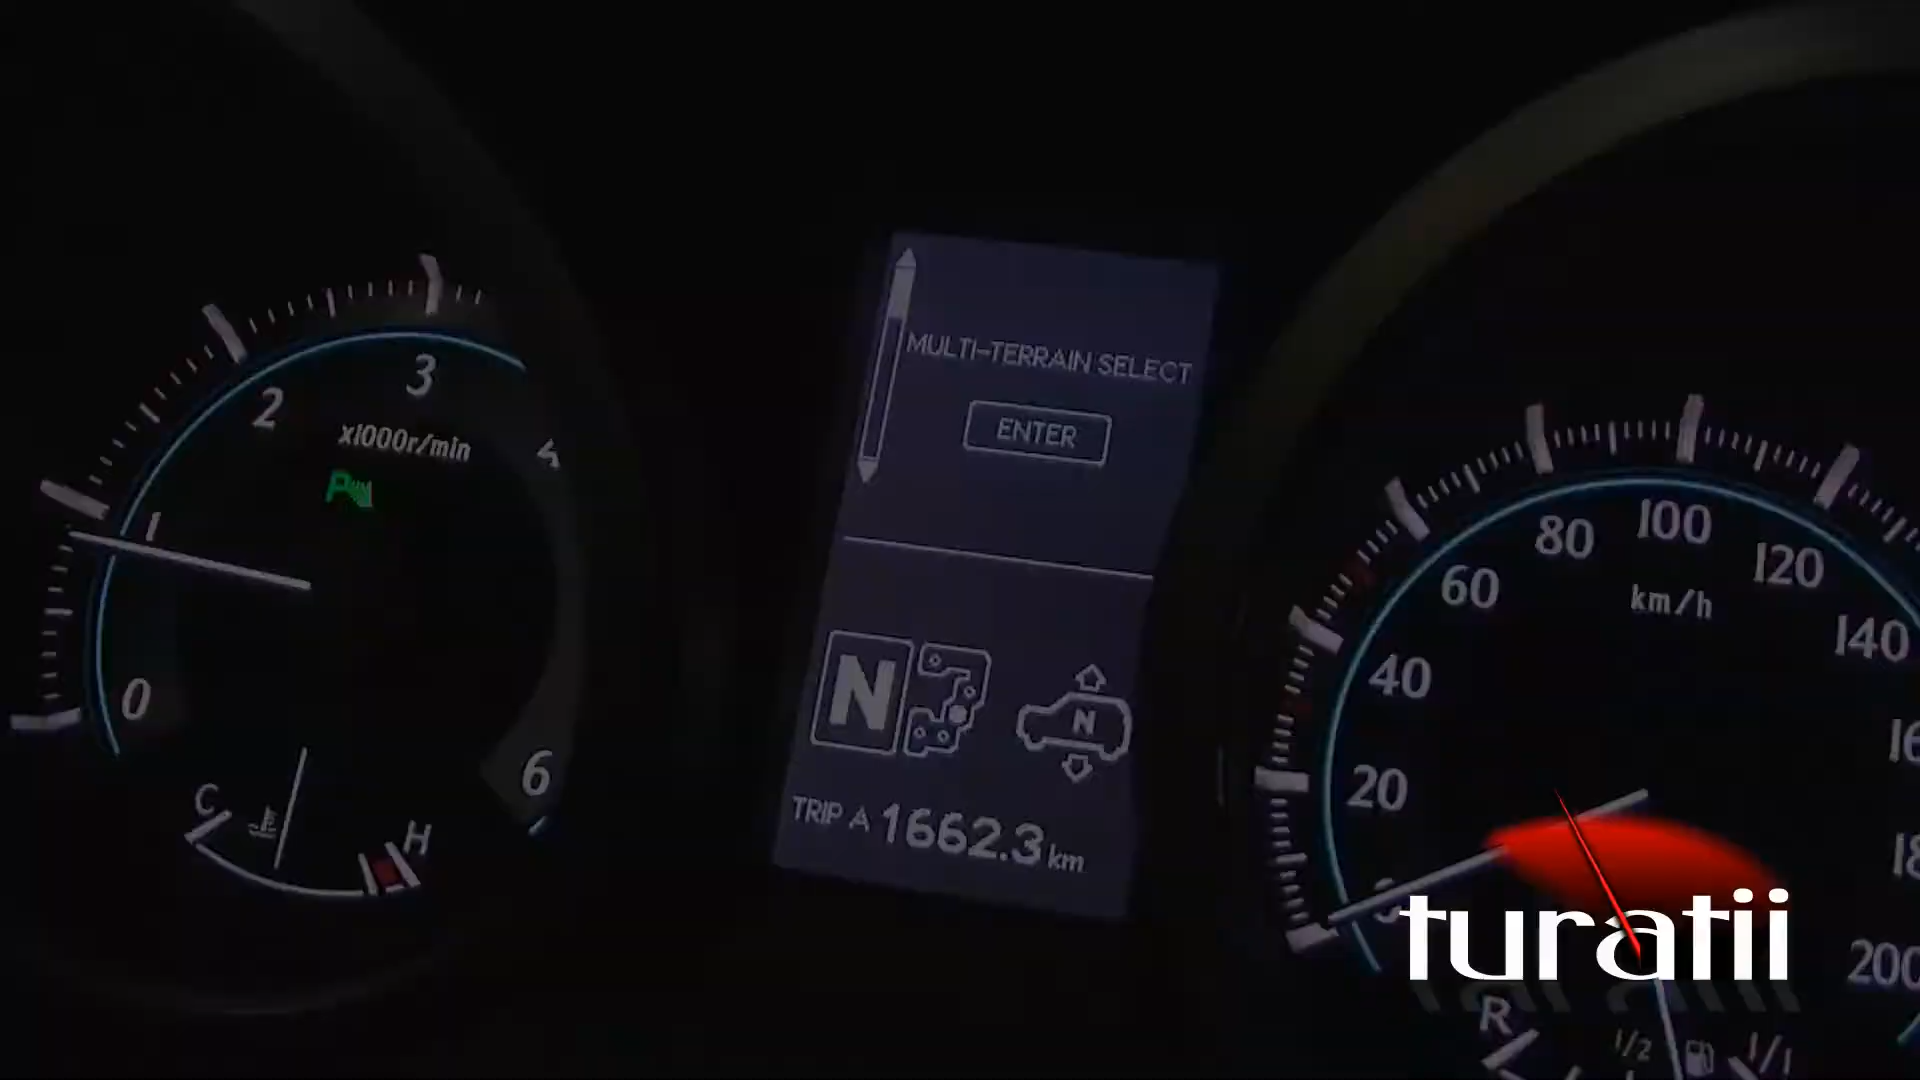 3
2
x1000r/min
4
1
0
6
C
H
MULTI-TERRAIN SELECT
ENTER
N
N
TRIP A 1662.3 km
100
80
120
km/h
60
140
40
20
200
turatii
R
1/2
1/1